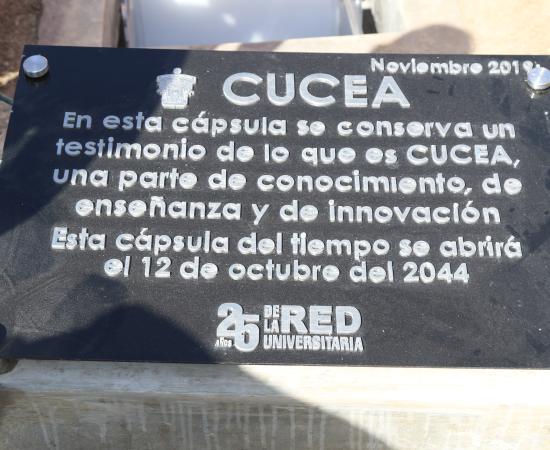 Noviembre 2019
CUCEA
En esta cápsula se conserva un
testimonio de lo que es CUCEA,
una parte de conocimiento, de
enseñanza y de innovación
Esta cápsula del tiempo se abrirá
el 12 de octubre del 2044
25 AÑOS DE LA RED UNIVERSITARIA